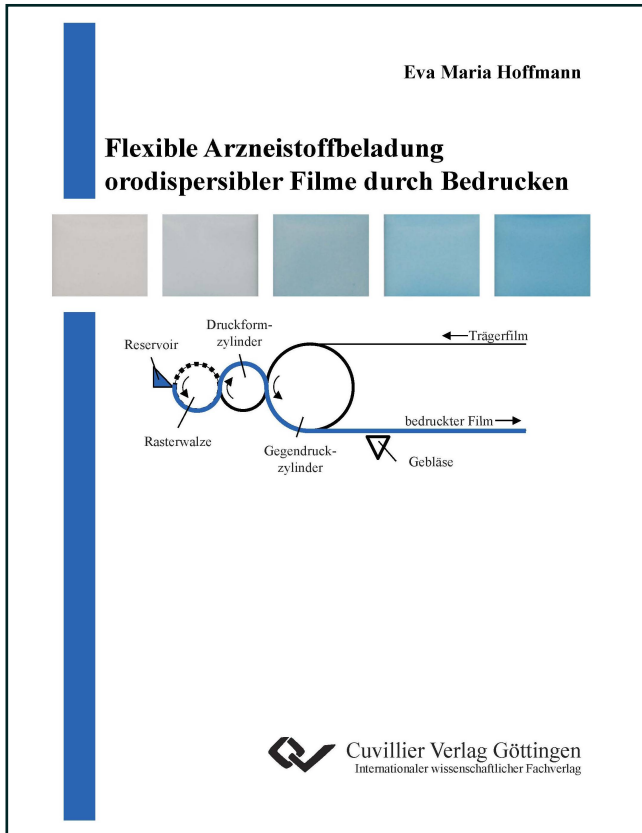 Eva Maria Hoffmann
Flexible Arzneistoffbeladung
orodispersibler Filme durch Bedrucken
Druckform-
zylinder
Reservoir
Trägerfilm
Rasterwalze
Gegendruck-
zylinder
bedruckter Film
Gebläse
Cuvillier Verlag Göttingen
Internationaler wissenschaftlicher Fachverlag